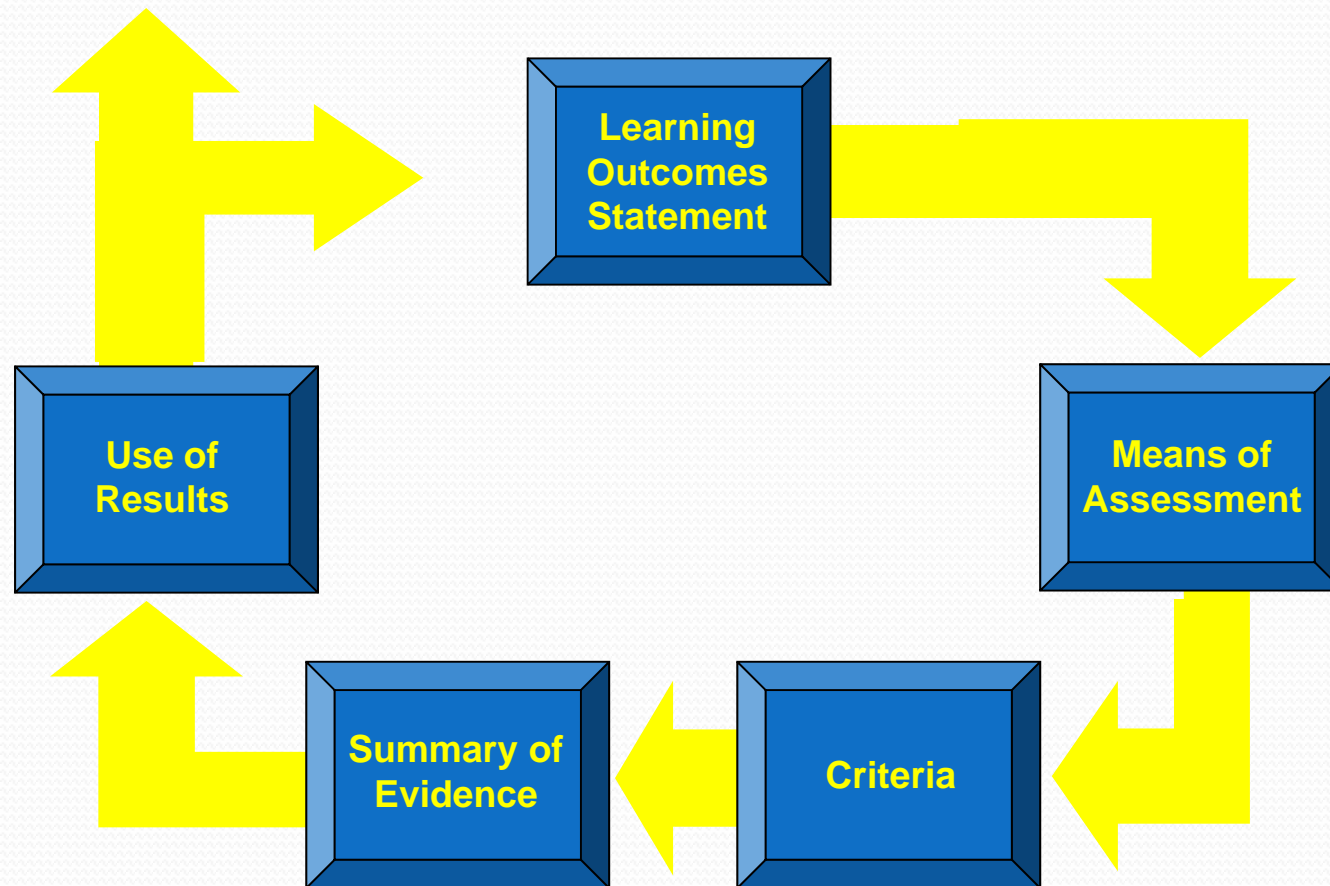 Learning
Outcomes
Statement
Means of
Assessment
Criteria
Summary of
Evidence
Use of
Results